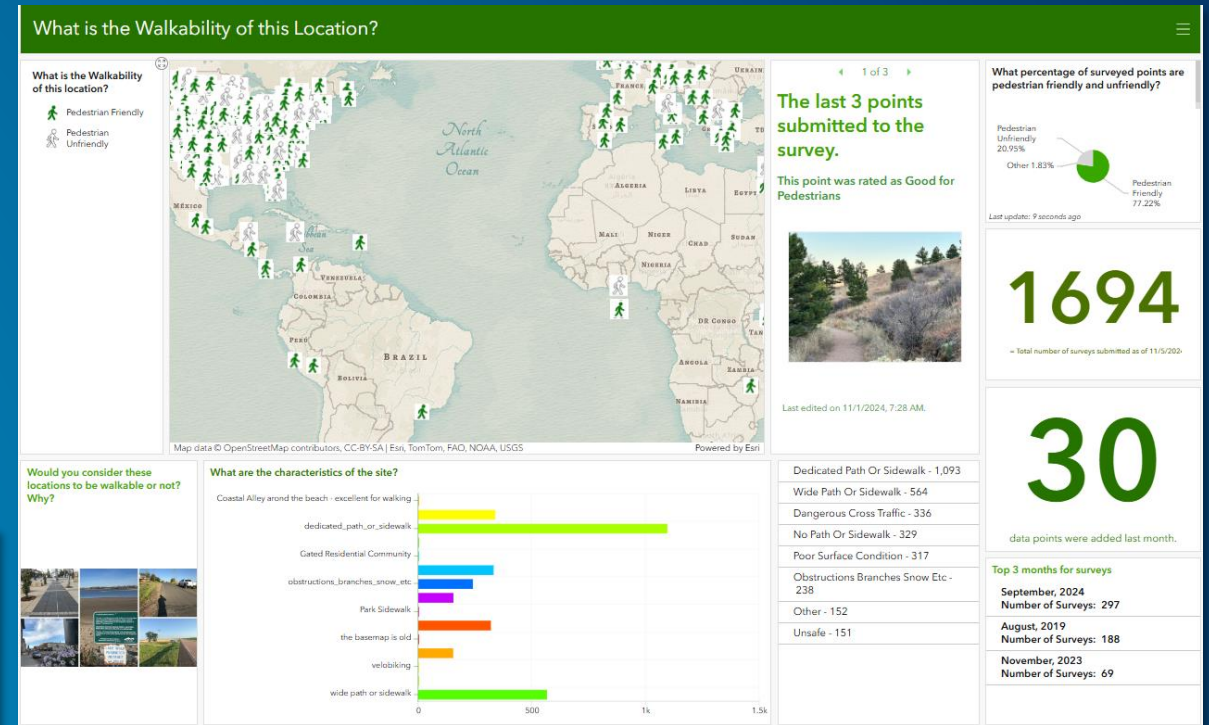 What is the Walkability of this Location?
What is the Walkability
of this location?
Pedestrian Friendly
Pedestrian
Unfriendly
North
Atlantic
Ocean
FRANCE
UKRAIN
MÉXICO
Sea
VENEZUELA
COLOMBIA
PERÚ
BRAZIL
BOLIVIA
ALGERIA
LIBYA
EGYPT
MALI
NIGER
CHAD
SUDAN
NIGERIA
DR CONGO
TAN
ANGOLA
ZAMBIA
NAMIBIA
Map data © OpenStreetMap contributors, CC-BY-SA | Esri, TomTom, FAO, NOAA, USGS
Powered by Esri
1 of 3
The last 3 points
submitted to the
survey.
This point was rated as Good for
Pedestrians
Last edited on 11/1/2024, 7:28 AM.
What percentage of surveyed points are
pedestrian friendly and unfriendly?
Pedestrian
Unfriendly
20.95%
Other 1.83%
Pedestrian
Friendly
77.22%
Last update: 9 seconds ago
1694
= Total number of surveys submitted as of 11/5/202
30
data points were added last month.
Would you consider these
locations to be walkable or not?
Why?
What are the characteristics of the site?
Coastal Alley arond the beach - excellent for walking
dedicated_path_or_sidewalk
Gated Residential Community
obstructions_branches_snow_etc
Park Sidewalk
the basemap is old
velobiking
wide path or sidewalk
0
500
1k
1.5k
Dedicated Path Or Sidewalk - 1,093
Wide Path Or Sidewalk - 564
Dangerous Cross Traffic - 336
No Path Or Sidewalk - 329
Poor Surface Condition - 317
Obstructions Branches Snow Etc -
238
Other - 152
Unsafe - 151
Top 3 months for surveys
September, 2024
Number of Surveys: 297
August, 2019
Number of Surveys: 188
November, 2023
Number of Surveys: 69